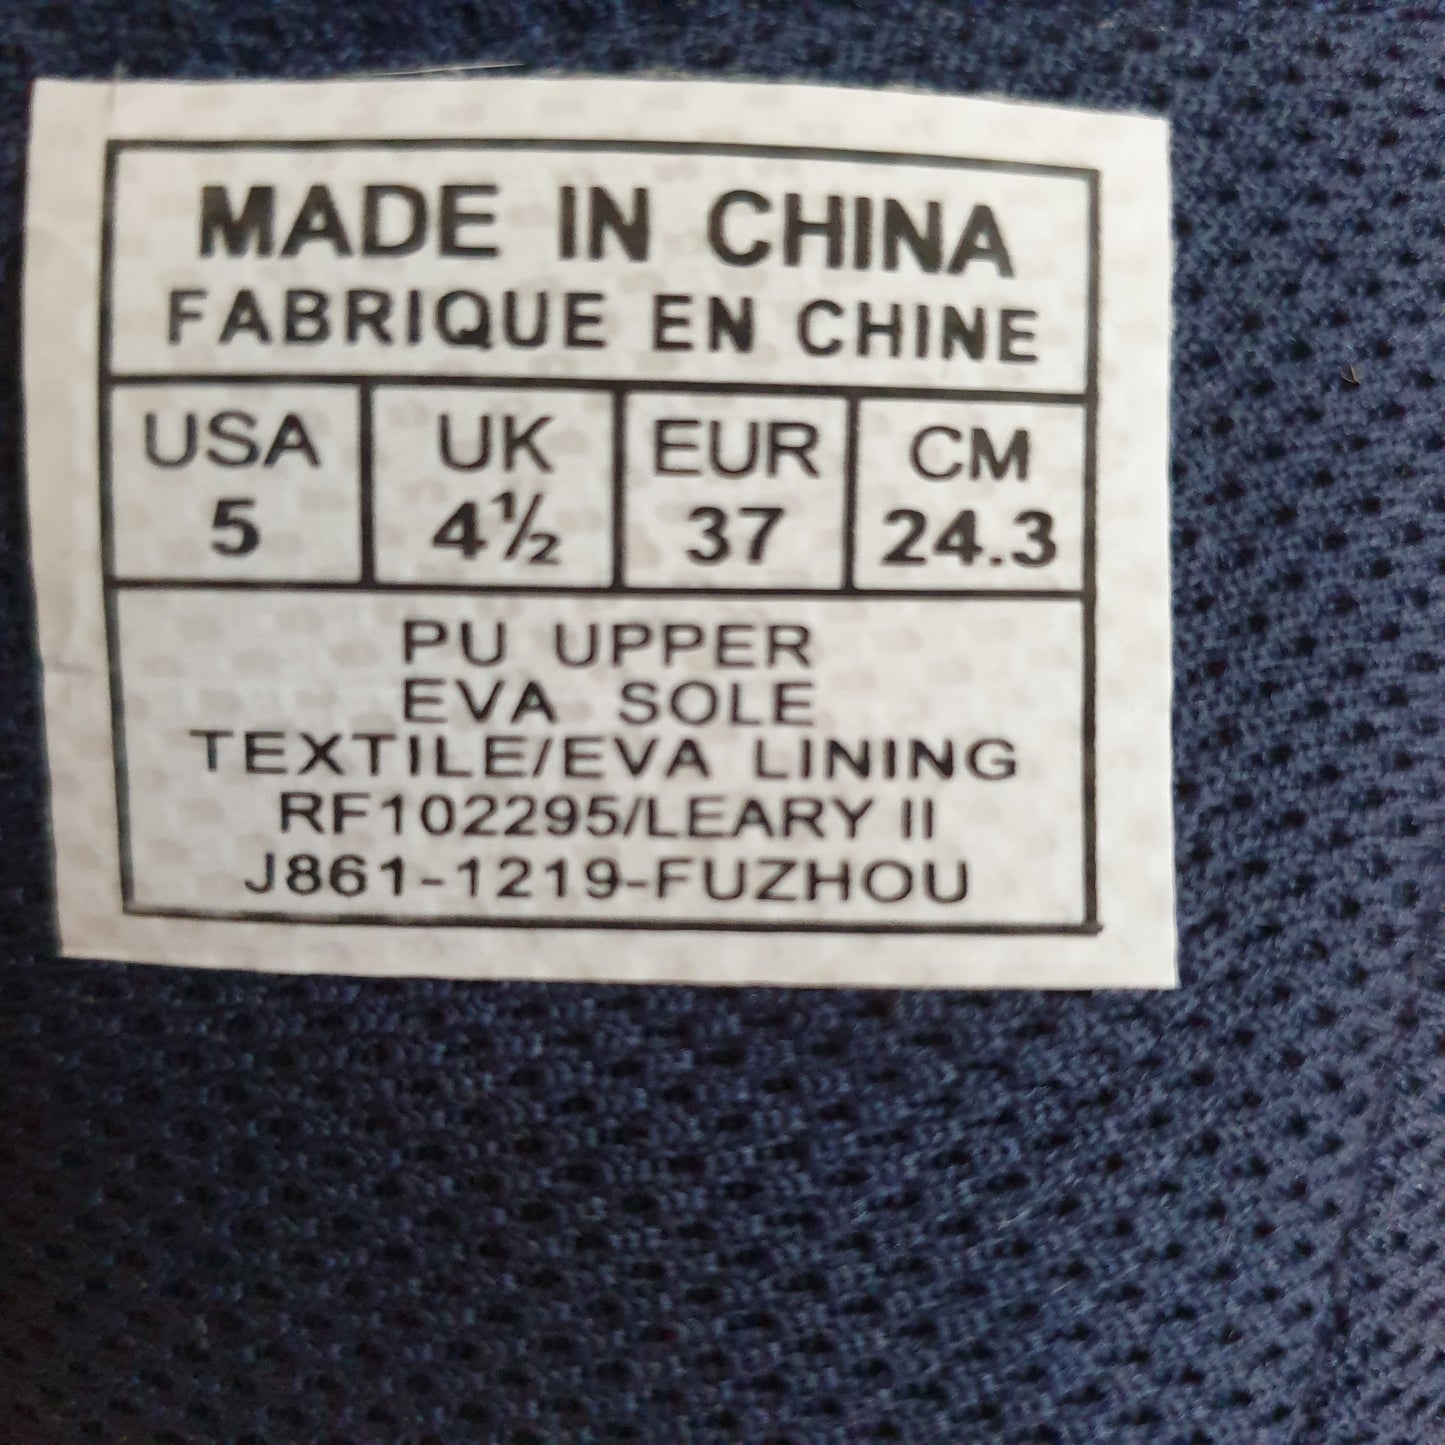 MADE IN CHINA
FABRIQUE EN CHINE
USA UK EUR CM
5 4½ 37 24.3
PU UPPER
EVA SOLE
TEXTILE/EVA LINING
RF102295/LEARY II
J861-1219-FUZHOU